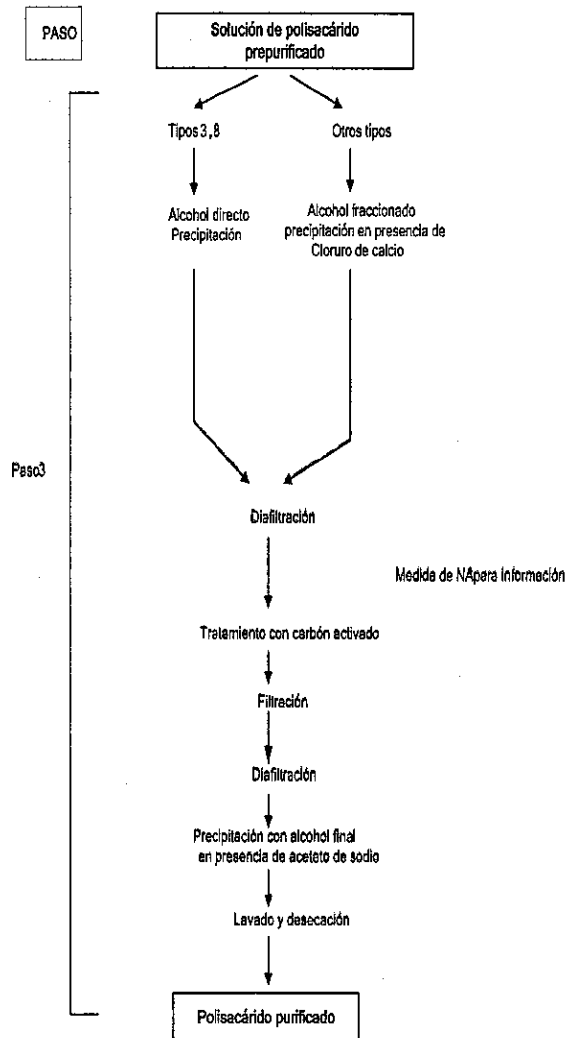 PASO
Solución de polisacárido
prepurificado
Tipos 3,8
Otros tipos
Alcohol directo
Precipitación
Alcohol fraccionado
precipitación en presencia de
Cloruro de calcio
Paso3
Diafiltración
Medida de NApara Información
Tratamiento con carbón activado
Filtración
Diafiltración
Precipitación con alcohol final
en presencia de aceteto de sodio
Lavado y desecación
Polisacárido purificado